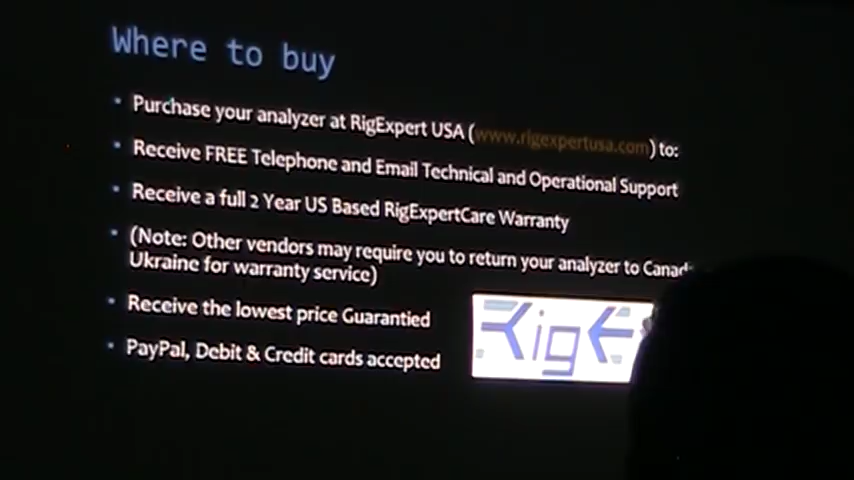 Where to buy
• Purchase your analyzer at RigExpert USA (www.rigexpertusa.com) to:
• Receive FREE Telephone and Email Technical and Operational Support
• Receive a full 2 Year US Based RigExpertCare Warranty
• (Note: Other vendors may require you to return your analyzer to
Ukraine for warranty service)
• Receive the lowest price Guarantied
• PayPal, Debit & Credit cards accepted
RigE